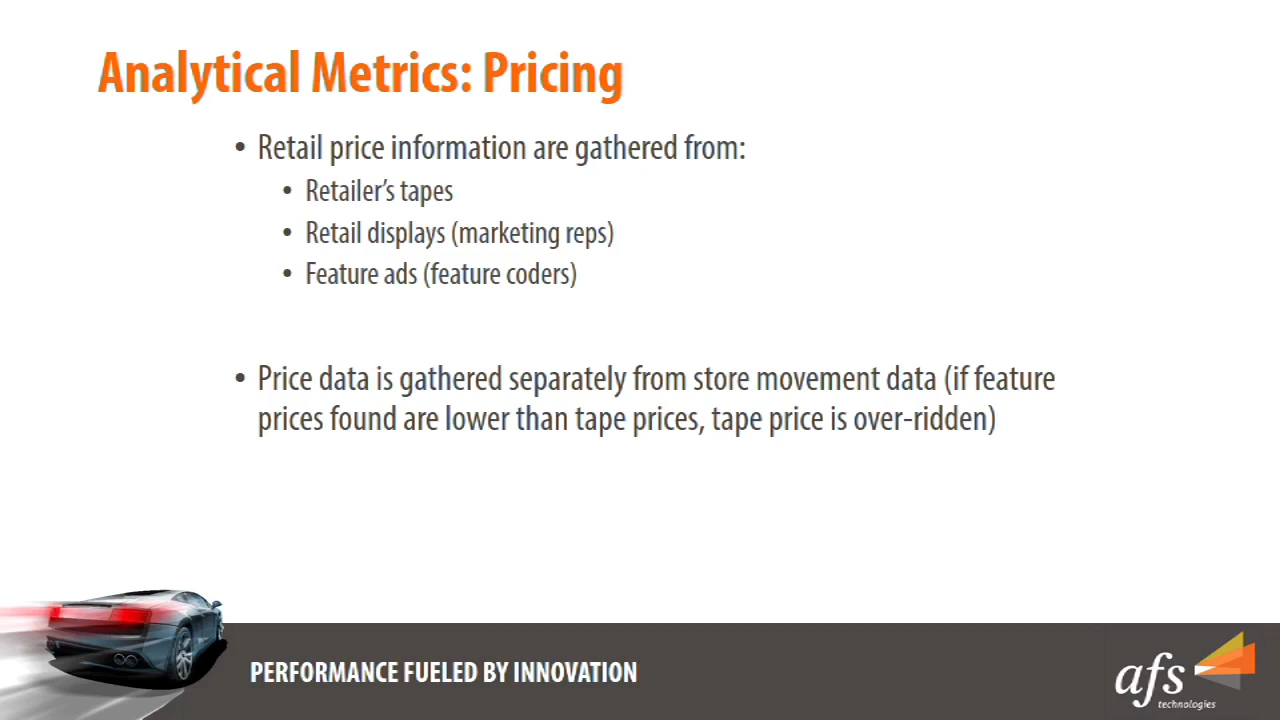 Analytical Metrics: Pricing
• Retail price information are gathered from:
• Retailer's tapes
• Retail displays (marketing reps)
• Feature ads (feature coders)
• Price data is gathered separately from store movement data (if feature
prices found are lower than tape prices, tape price is over-ridden)
PERFORMANCE FUELED BY INNOVATION
afs
technologies